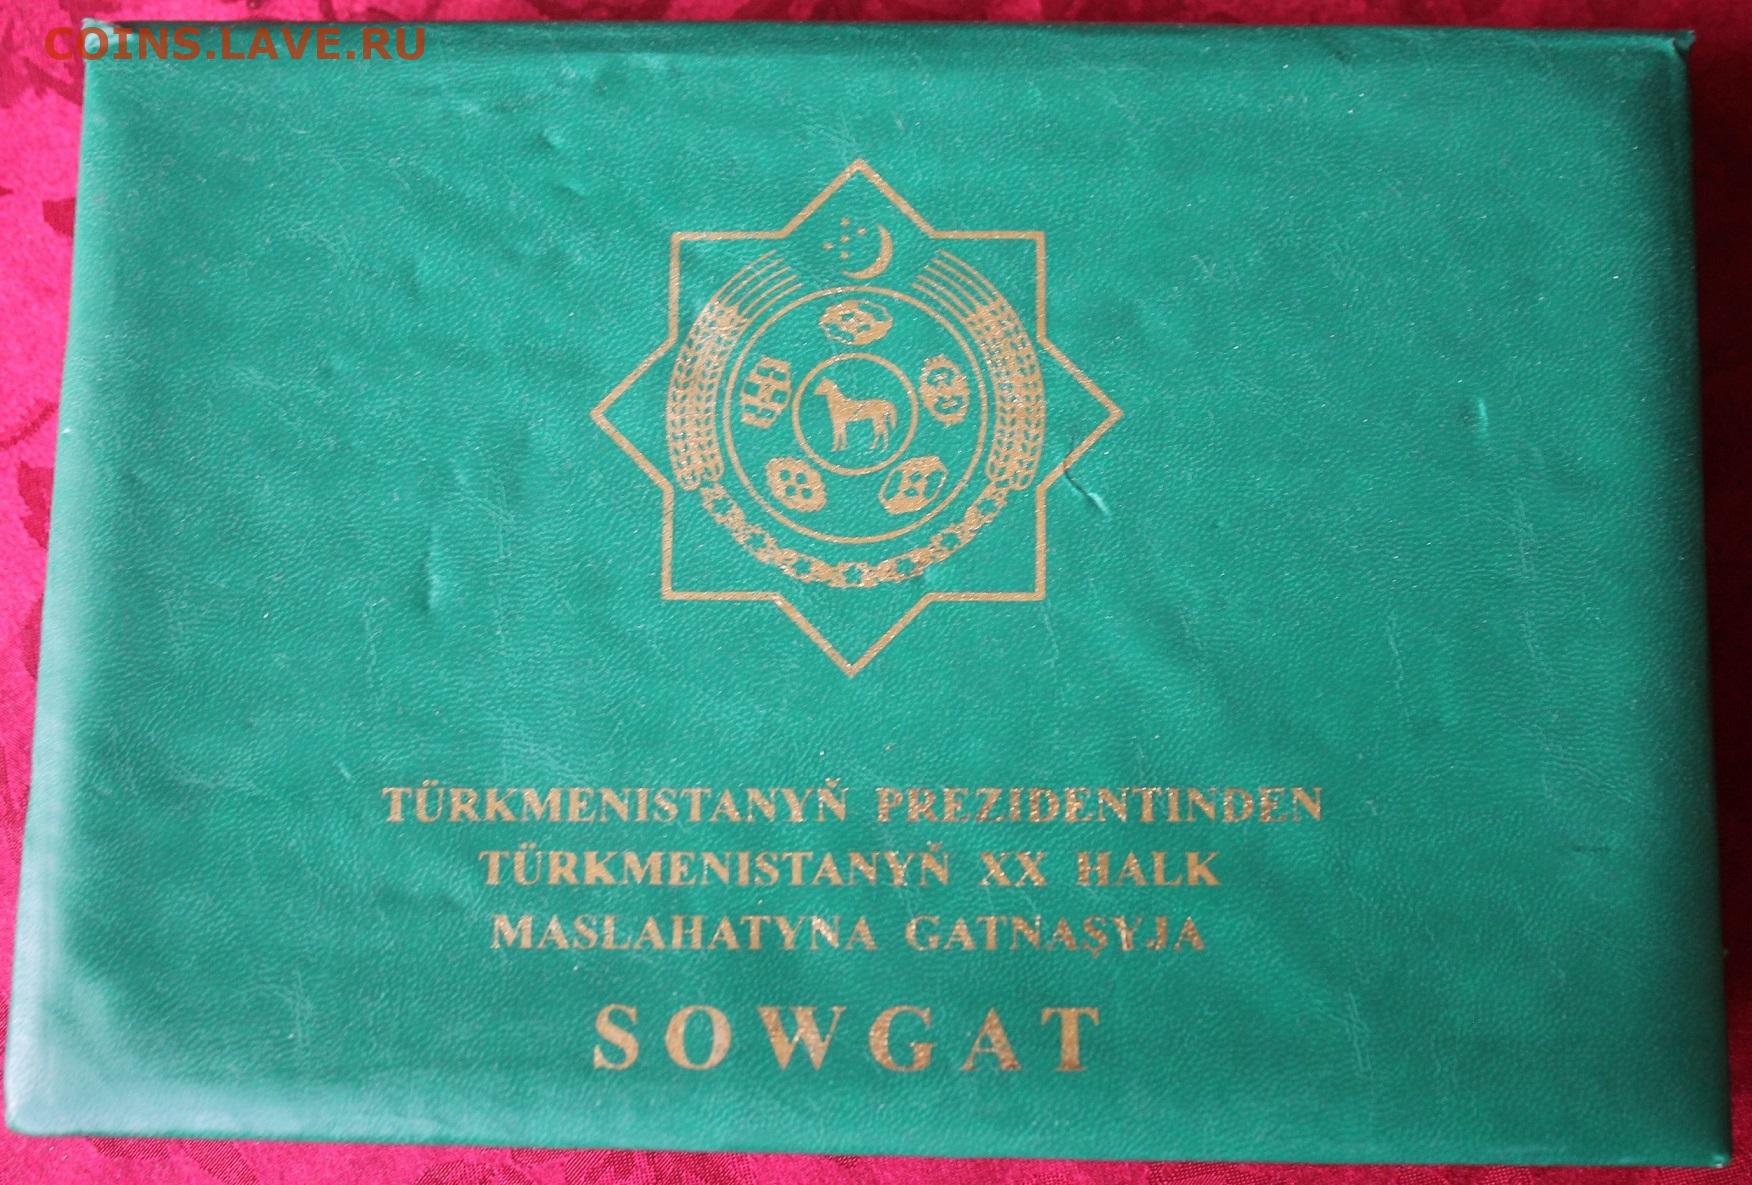 COINS.LAVE.RU
TÜRKMENISTANYŇ PREZIDENTINDEN
TÜRKMENISTANYŇ XX HALK
MASLAHATYNA GATNAŞYJA
SOWGAT